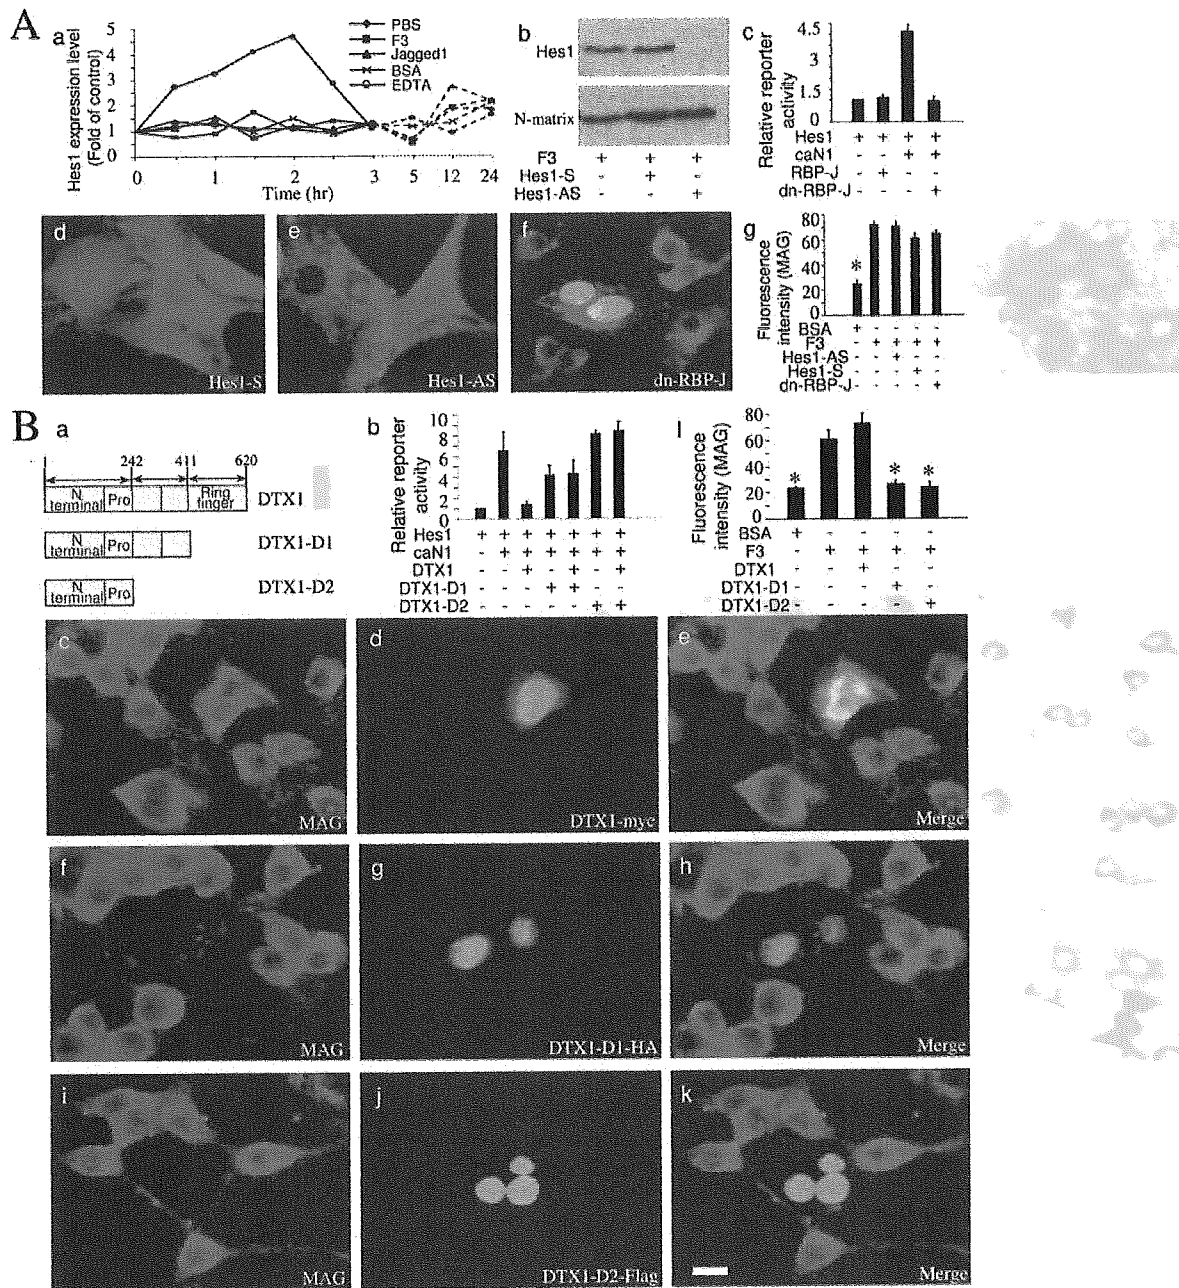 A
a
Hes1 expression level
(Fold of control)
5
4
3
2
1
0
0 1 2 3 5 12 24
Time (hr)
PBS
F3
Jagged1
BSA
EDTA
b
Hes1
N-matrix
F3 + + +
Hes1-S - + -
Hes1-AS - - +
c
Relative reporter
activity
4.5
3
1.5
0
Hes1 + + + +
caN1 - - + +
RBP-J - + - -
dn-RBP-J - - - +
d
Hes1-S
e
Hes1-AS
f
dn-RBP-J
g
Fluorescence
intensity (MAG)
80
60
40
20
0
*
BSA + - - - -
F3 - + + + +
Hes1-AS - - + - -
Hes1-S - - - + -
dn-RBP-J - - - - +
B
a
1 242 411 620
N terminal Pro Ring finger DTX1
N terminal Pro DTX1-D1
N terminal Pro DTX1-D2
b
Relative reporter
activity
10
8
6
4
2
0
Hes1 + + + + + + +
caN1 - + + + + + +
DTX1 - - + - + - +
DTX1-D1 - - - + + - -
DTX1-D2 - - - - - + +
l
Fluorescence
intensity (MAG)
80
60
40
20
0
* * *
BSA + - - - -
F3 - + + + +
DTX1 - - + - -
DTX1-D1 - - - + -
DTX1-D2 - - - - +
c
MAG
d
DTX1-myc
e
Merge
f
MAG
g
DTX1-D1-HA
h
Merge
i
MAG
j
DTX1-D2-Flag
k
Merge